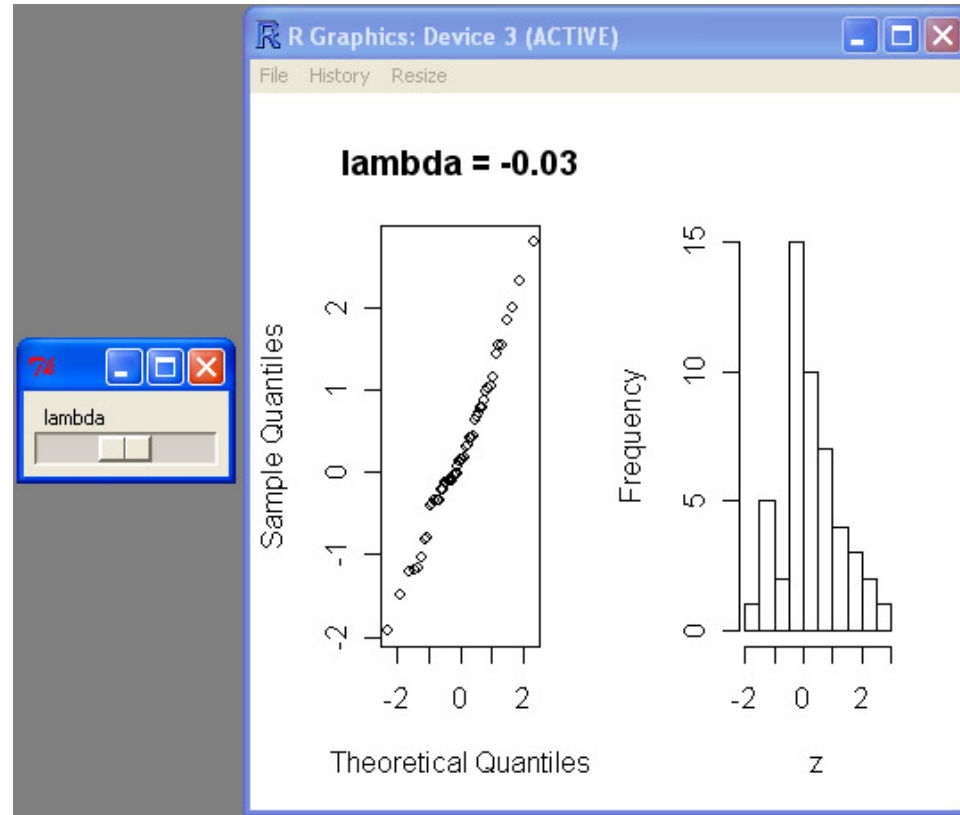 R Graphics: Device 3 (ACTIVE)
File History Resize
lambda = -0.03
Tk
lambda
Sample Quantiles
-2 -1 0 1 2
-2 0 2
Theoretical Quantiles
Frequency
0 5 10 15
-2 0 2
z